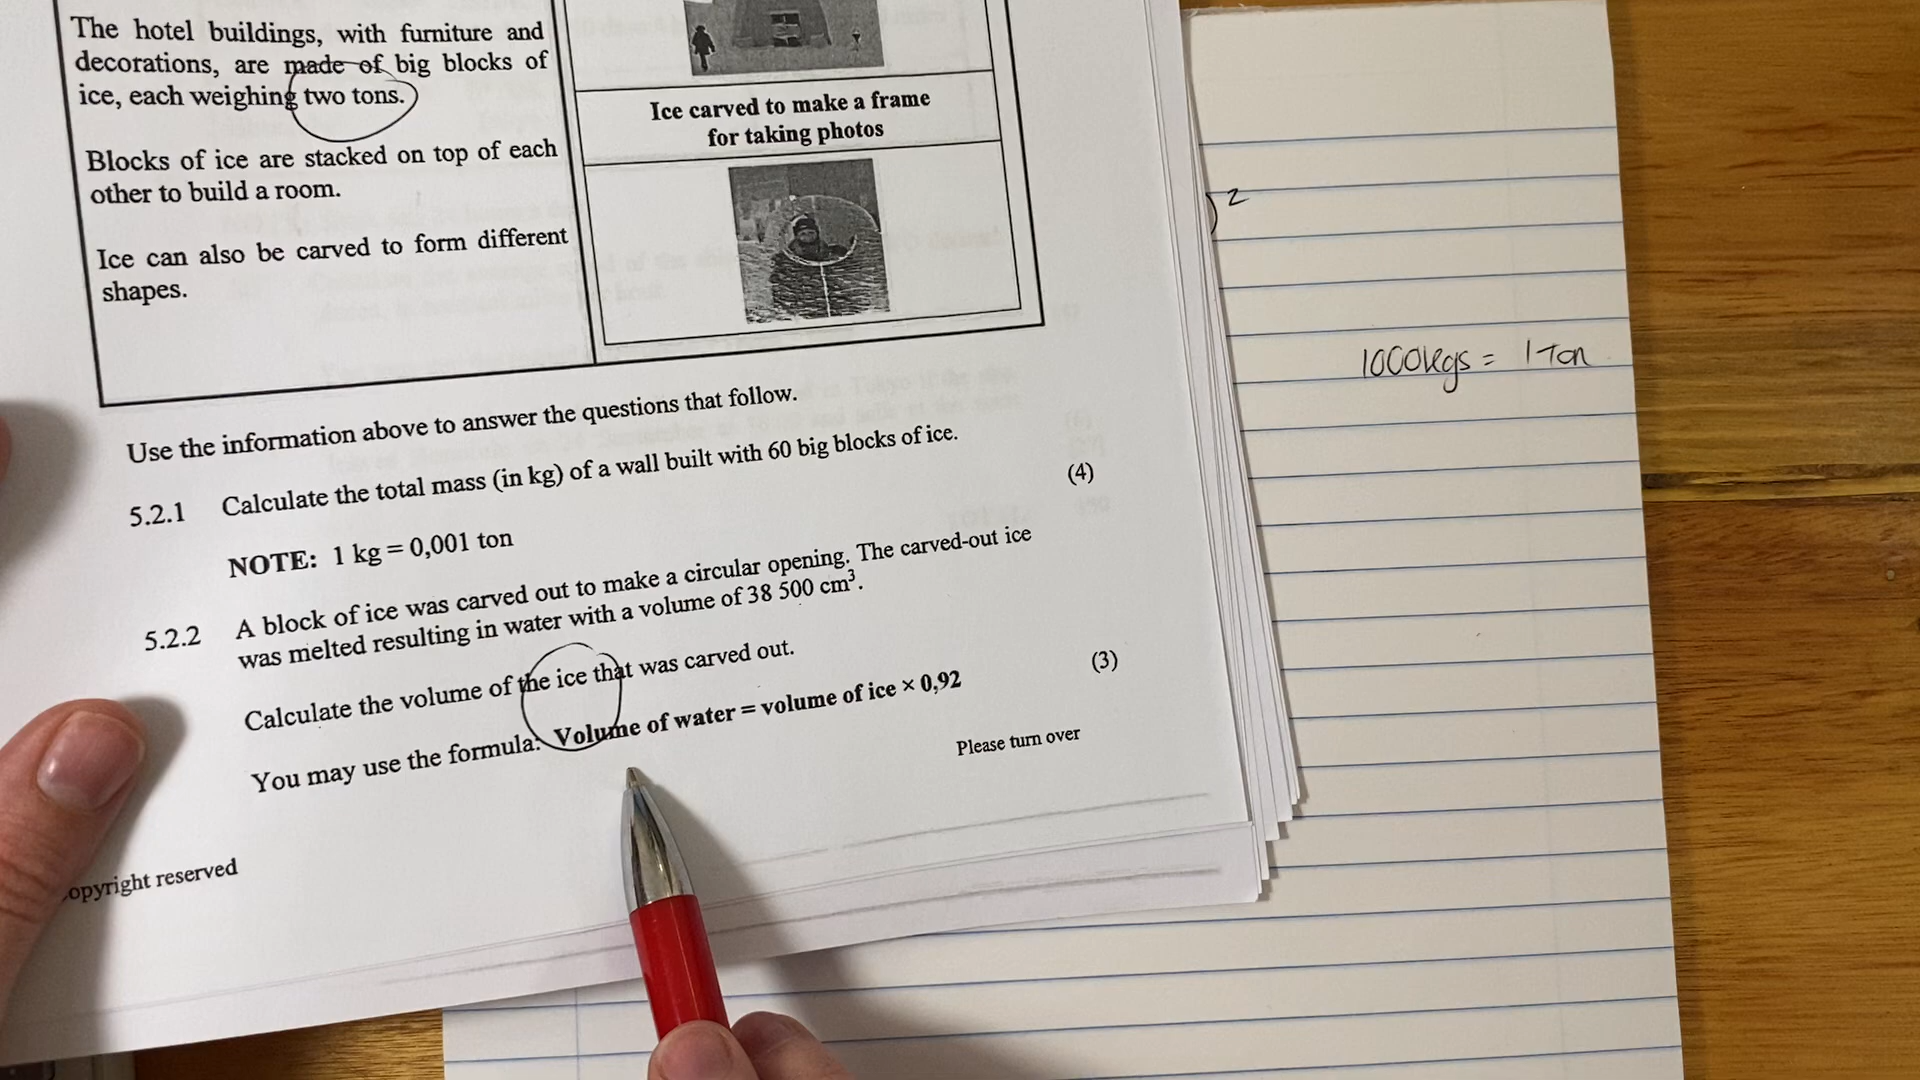 The hotel buildings, with furniture and
decorations, are made of big blocks of
ice, each weighing two tons.
Blocks of ice are stacked on top of each
other to build a room.
Ice can also be carved to form different
shapes.
Ice carved to make a frame
for taking photos
Use the information above to answer the questions that follow.
5.2.1 Calculate the total mass (in kg) of a wall built with 60 big blocks of ice. (4)
NOTE: 1 kg = 0,001 ton
5.2.2 A block of ice was carved out to make a circular opening. The carved-out ice
was melted resulting in water with a volume of 38 500 cm³.
Calculate the volume of the ice that was carved out. (3)
You may use the formula: Volume of water = volume of ice × 0,92
Please turn over
opyright reserved
)²
1000kgs = 1 Ton